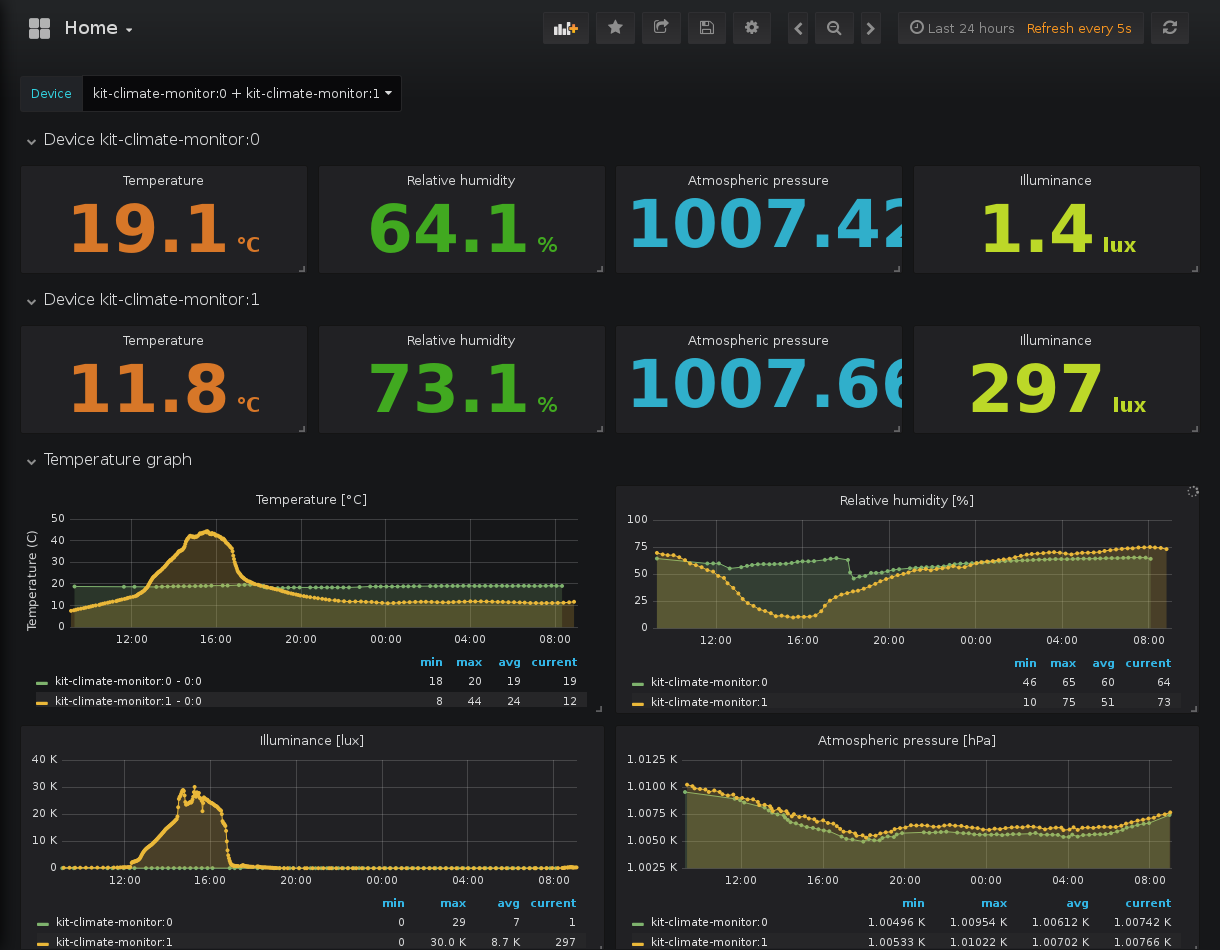 Home
Last 24 hours Refresh every 5s
Device kit-climate-monitor:0 + kit-climate-monitor:1
Device kit-climate-monitor:0
Temperature Relative humidity Atmospheric pressure Illuminance
19.1 °C 64.1 % 1007.42 1.4 lux
Device kit-climate-monitor:1
Temperature Relative humidity Atmospheric pressure Illuminance
11.8 °C 73.1 % 1007.66 297 lux
Temperature graph
Temperature [°C]
Temperature (C)
50
40
30
20
10
0
12:00 16:00 20:00 00:00 04:00 08:00
min max avg current
kit-climate-monitor:0 - 0:0 18 20 19 19
kit-climate-monitor:1 - 0:0 8 44 24 12
Relative humidity [%]
100
75
50
25
0
12:00 16:00 20:00 00:00 04:00 08:00
min max avg current
kit-climate-monitor:0 46 65 60 64
kit-climate-monitor:1 10 75 51 73
Illuminance [lux]
40 K
30 K
20 K
10 K
0
12:00 16:00 20:00 00:00 04:00 08:00
min max avg current
kit-climate-monitor:0 0 29 7 1
kit-climate-monitor:1 0 30.0 K 8.7 K 297
Atmospheric pressure [hPa]
1.0125 K
1.0100 K
1.0075 K
1.0050 K
1.0025 K
12:00 16:00 20:00 00:00 04:00 08:00
min max avg current
kit-climate-monitor:0 1.00496 K 1.00954 K 1.00612 K 1.00742 K
kit-climate-monitor:1 1.00533 K 1.01022 K 1.00702 K 1.00766 K